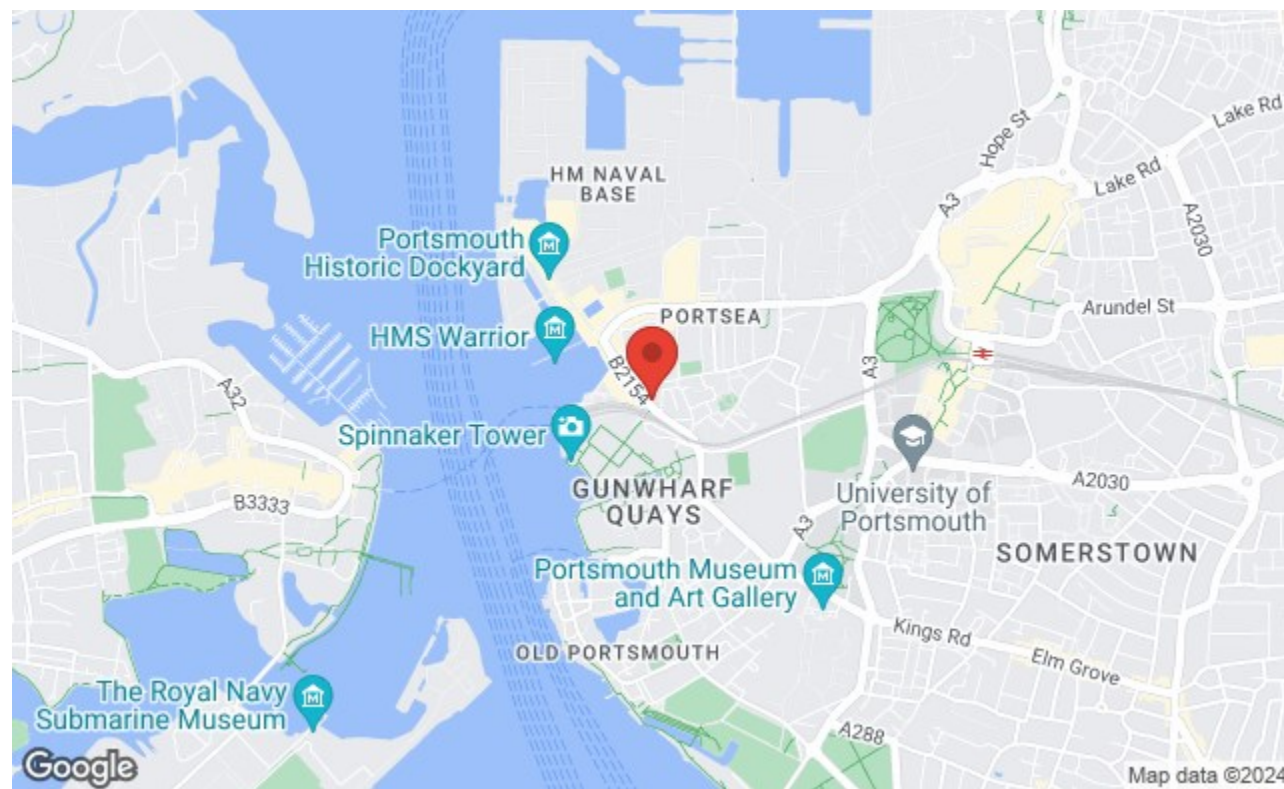 Hope St
Lake Rd
Lake Rd
HM NAVAL
BASE
A3
A2030
Portsmouth
Historic Dockyard
Arundel St
PORTSEA
HMS Warrior
B2154
A3
A32
Spinnaker Tower
B3333
GUNWHARF
QUAYS
University of
Portsmouth
A2030
A3
SOMERSTOWN
Portsmouth Museum
and Art Gallery
Kings Rd
Elm Grove
OLD PORTSMOUTH
The Royal Navy
Submarine Museum
A288
Google
Map data ©2024